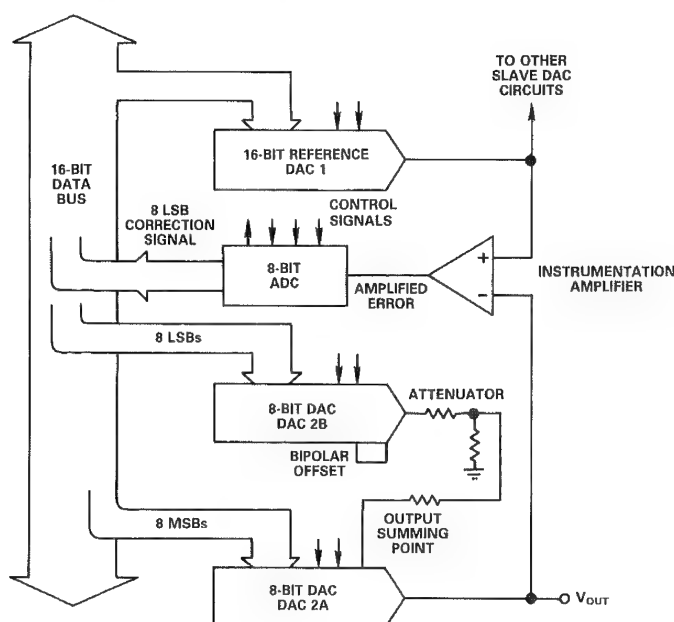 TO OTHER
SLAVE DAC
CIRCUITS
16-BIT REFERENCE
DAC 1
16-BIT
DATA
BUS
CONTROL
SIGNALS
8 LSB
CORRECTION
SIGNAL
8-BIT
ADC
AMPLIFIED
ERROR
+
−
INSTRUMENTATION
AMPLIFIER
8 LSBs
8-BIT DAC
DAC 2B
ATTENUATOR
BIPOLAR
OFFSET
OUTPUT
SUMMING
POINT
8 MSBs
8-BIT DAC
DAC 2A
VOUT